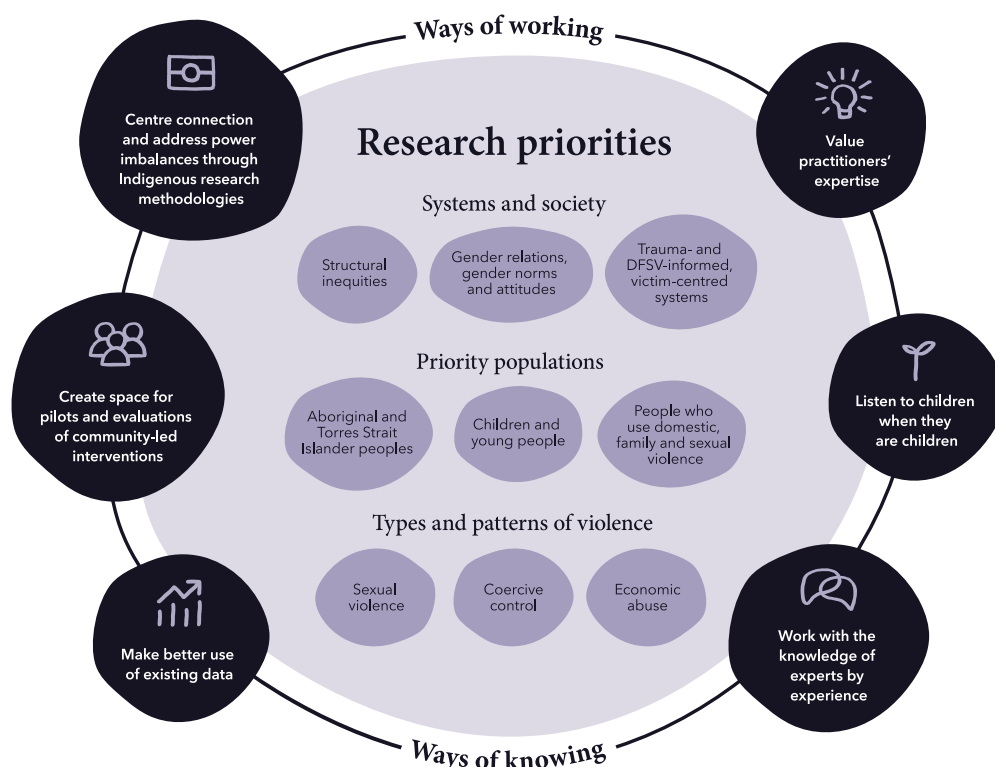 Ways of working
Centre connection
and address power
imbalances through
Indigenous research
methodologies
Value
practitioners’
expertise
Research priorities
Systems and society
Structural
inequities
Gender relations,
gender norms
and attitudes
Trauma- and
DFSV-informed,
victim-centred
systems
Create space for
pilots and evaluations
of community-led
interventions
Listen to children
when they
are children
Priority populations
Aboriginal and
Torres Strait
Islander peoples
Children and
young people
People who
use domestic,
family and sexual
violence
Types and patterns of violence
Sexual
violence
Coercive
control
Economic
abuse
Make better use
of existing data
Work with the
knowledge of
experts by
experience
Ways of knowing